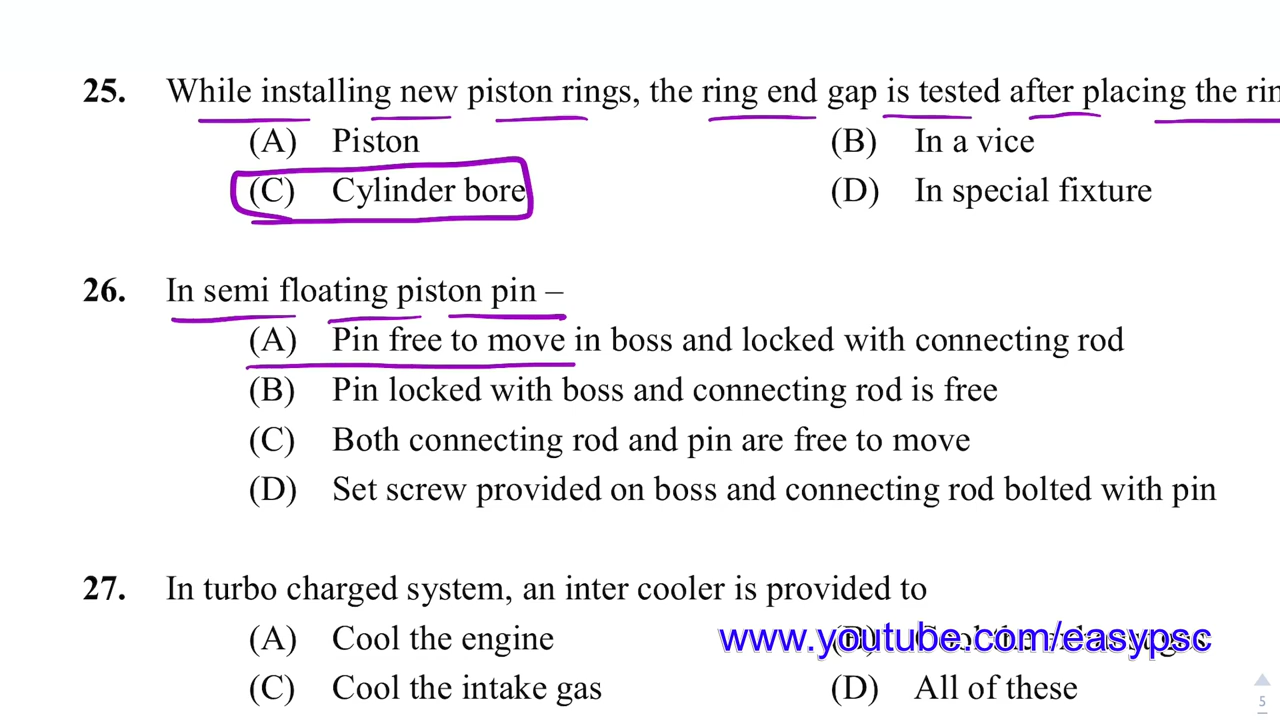 25. While installing new piston rings, the ring end gap is tested after placing the
(A) Piston (B) In a vice
(C) Cylinder bore (D) In special fixture
26. In semi floating piston pin –
(A) Pin free to move in boss and locked with connecting rod
(B) Pin locked with boss and connecting rod is free
(C) Both connecting rod and pin are free to move
(D) Set screw provided on boss and connecting rod bolted with pin
27. In turbo charged system, an inter cooler is provided to
(A) Cool the engine (B) Cool the
www.youtube.com/easypsc
(C) Cool the intake gas (D) All of these
5